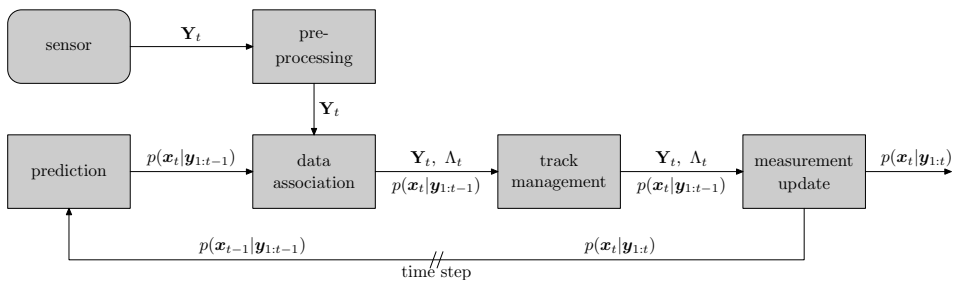 sensor
Y_t
pre-
processing
Y_t
prediction
p(x_t|y_{1:t−1})
data
association
Y_t, Λ_t
p(x_t|y_{1:t−1})
track
management
Y_t, Λ_t
p(x_t|y_{1:t−1})
measurement
update
p(x_t|y_{1:t})
p(x_{t−1}|y_{1:t−1})
time step
p(x_t|y_{1:t})